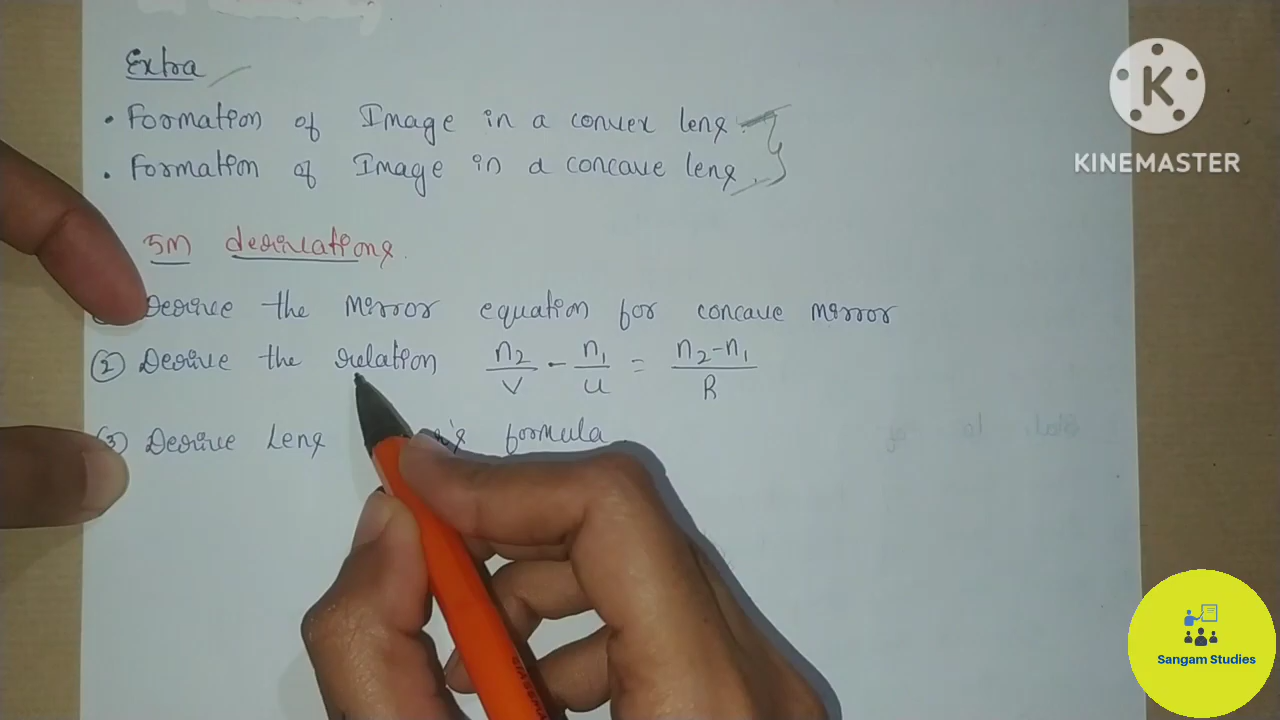 Extra
• Formation of Image in a convex lens.
• Formation of Image in a concave lens.
5M derivations.
Derive the Mirror equation for concave mirror
② Derive the relation n₂/v - n₁/u = n₂-n₁/R
③ Derive Lens formula
KINEMASTER
Sangam Studies